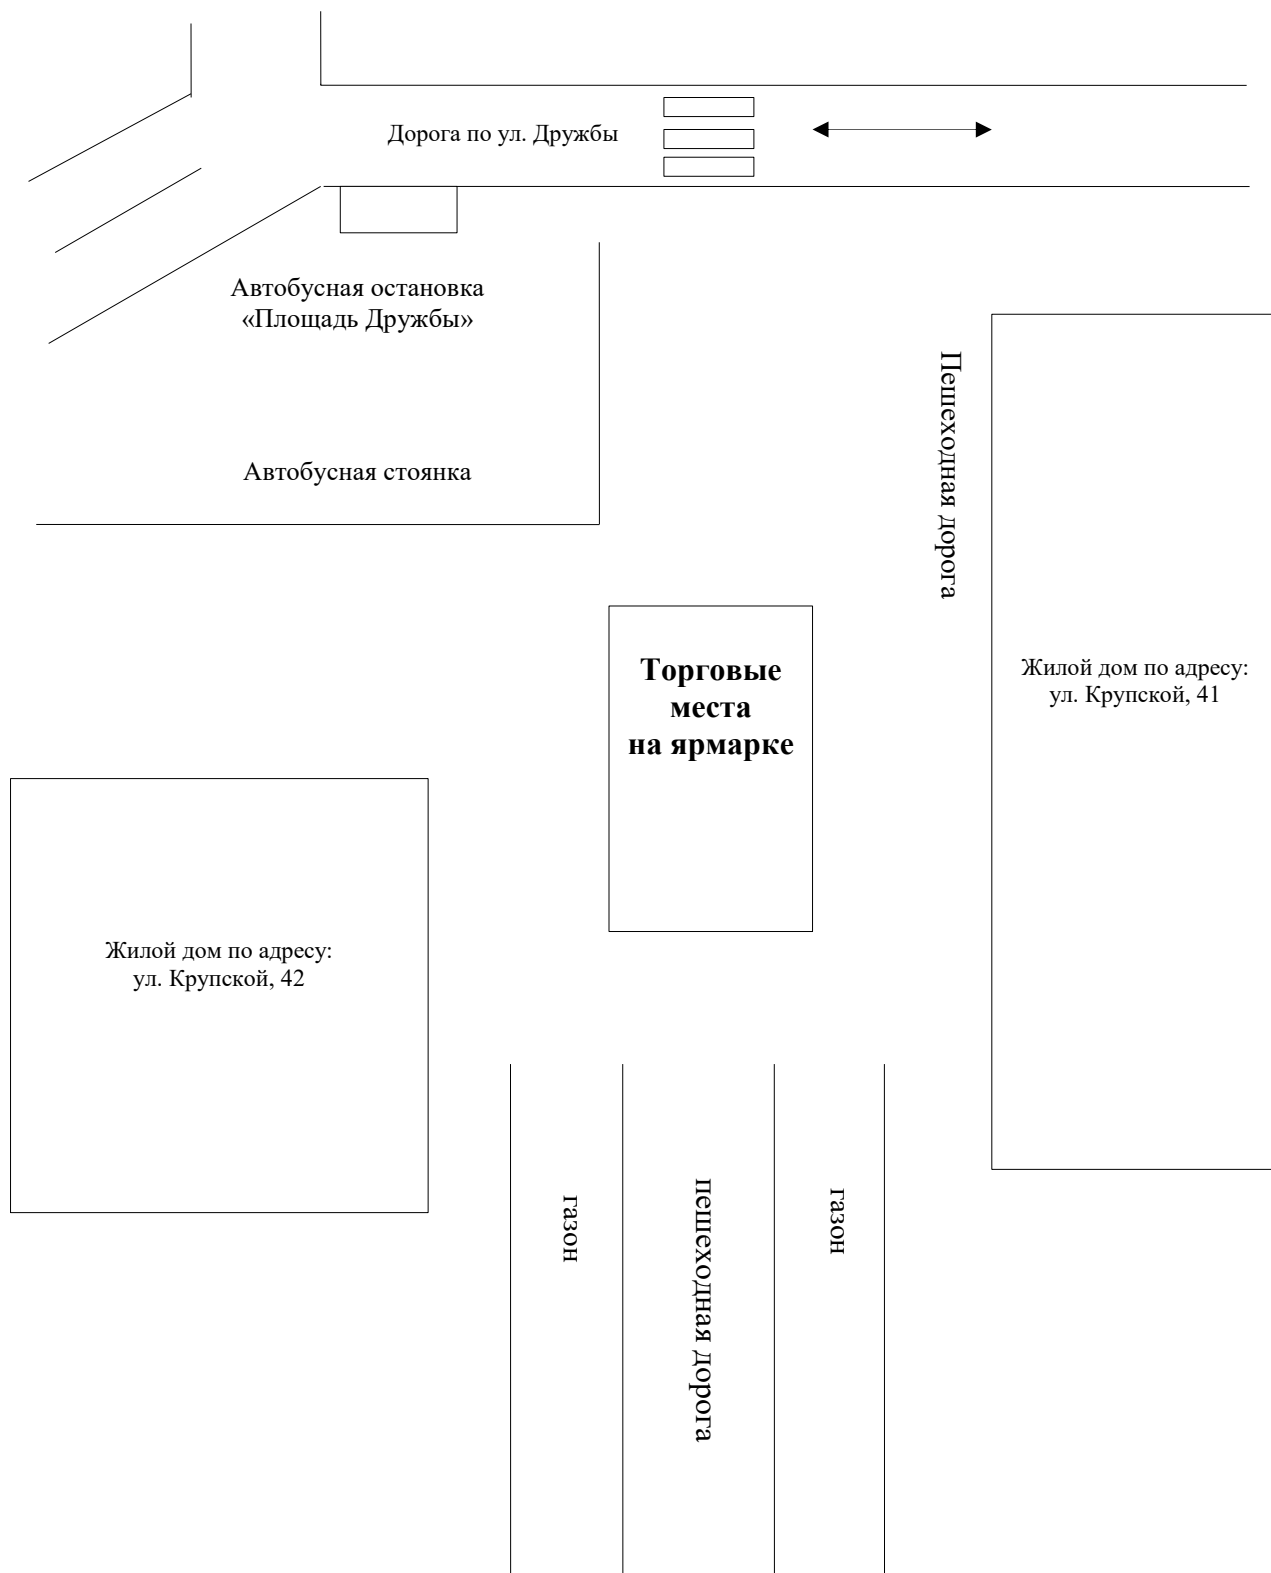 Дорога по ул. Дружбы
Автобусная остановка
«Площадь Дружбы»
Пешеходная дорога
Автобусная стоянка
Торговые
места
на ярмарке
Жилой дом по адресу:
ул. Крупской, 41
Жилой дом по адресу:
ул. Крупской, 42
газон
пешеходная дорога
газон